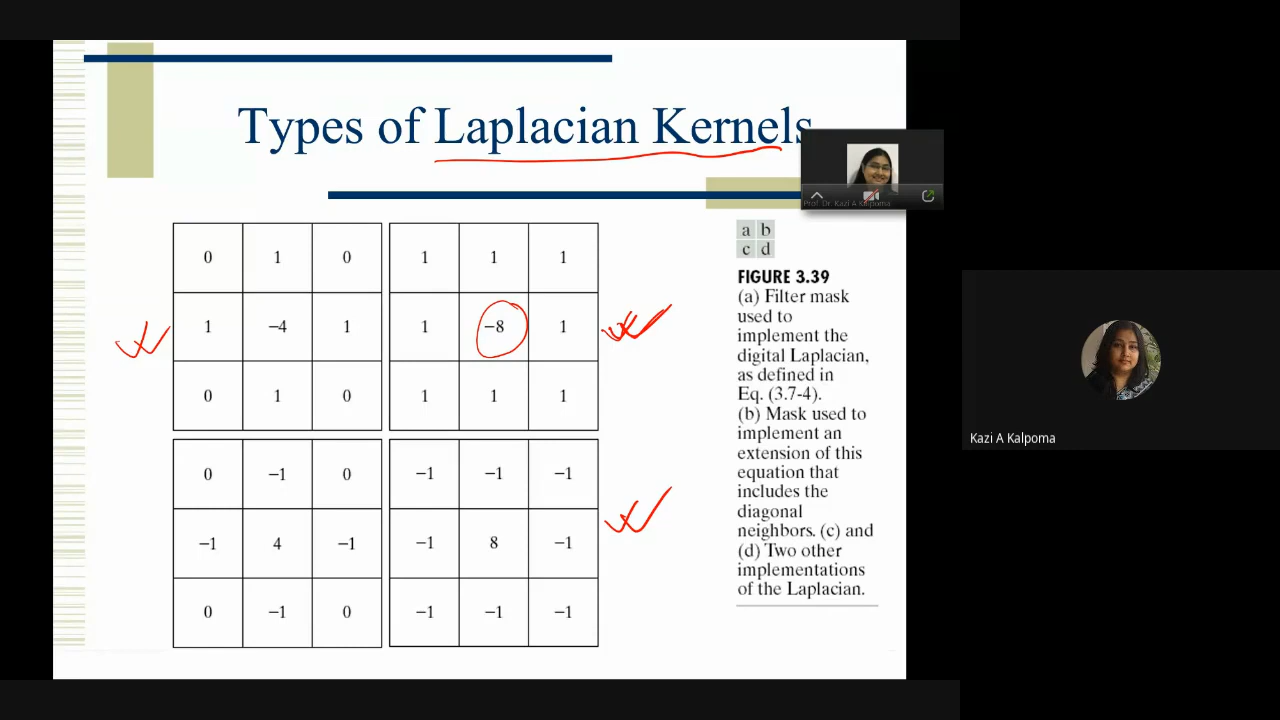 Types of Laplacian Kernels
Prof. Dr. Kazi A Kalpoma
0 1 0
1 −4 1
0 1 0
1 1 1
1 −8 1
1 1 1
0 −1 0
−1 4 −1
0 −1 0
−1 −1 −1
−1 8 −1
−1 −1 −1
a b
c d
FIGURE 3.39
(a) Filter mask
used to
implement the
digital Laplacian,
as defined in
Eq. (3.7-4).
(b) Mask used to
implement an
extension of this
equation that
includes the
diagonal
neighbors. (c) and
(d) Two other
implementations
of the Laplacian.
Kazi A Kalpoma